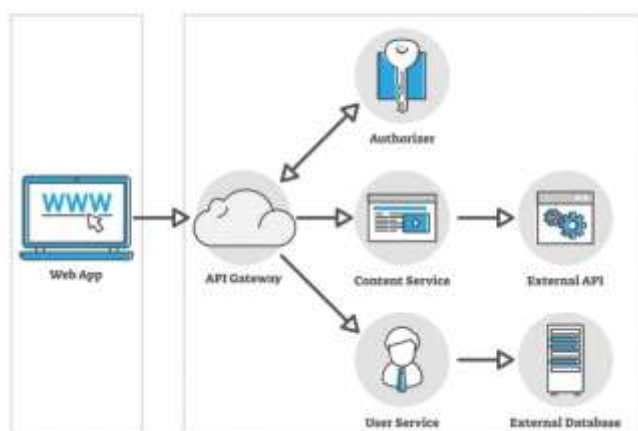 Authorizer
WWW
Web App
API Gateway
Content Service
External API
User Service
External Database